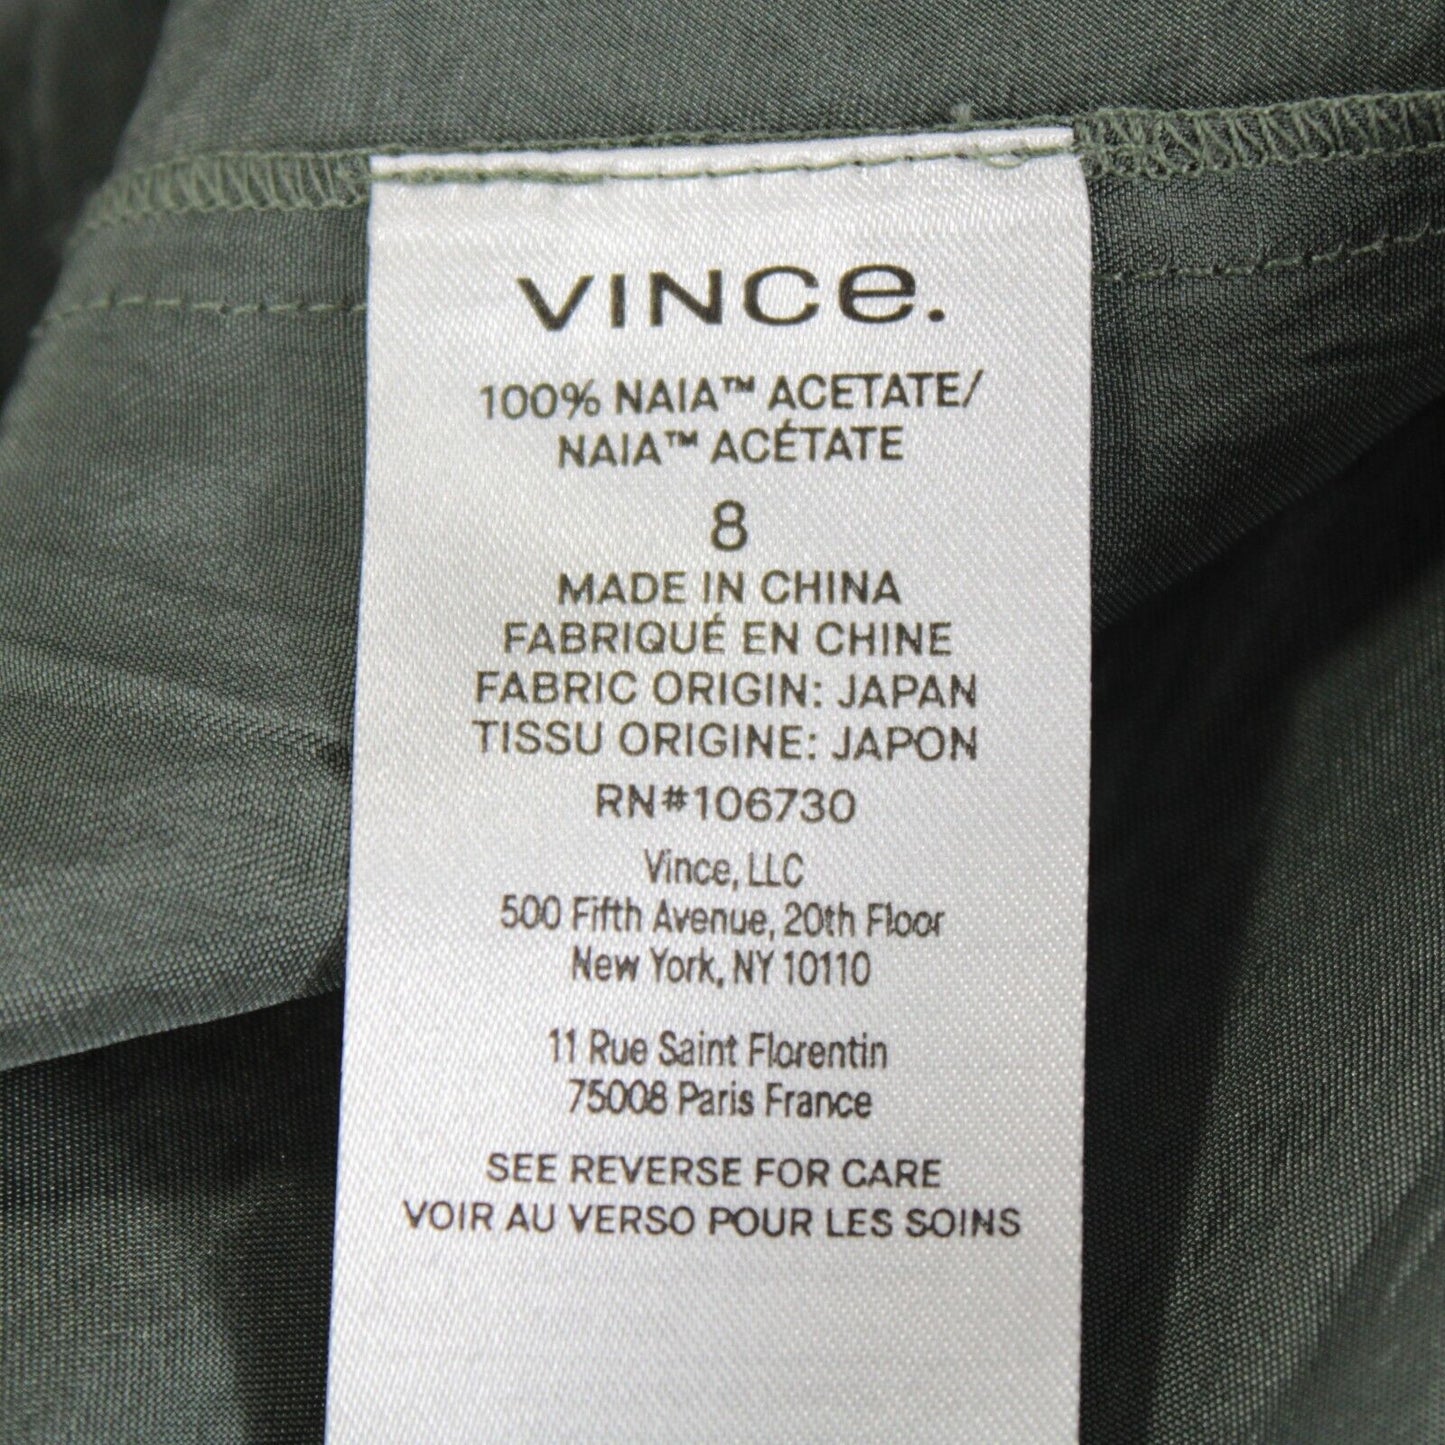 VINCe.
100% NAIA™ ACETATE/
NAIA™ ACÉTATE
8
MADE IN CHINA
FABRIQUÉ EN CHINE
FABRIC ORIGIN: JAPAN
TISSU ORIGINE: JAPON
RN#106730
Vince, LLC
500 Fifth Avenue, 20th Floor
New York, NY 10110
11 Rue Saint Florentin
75008 Paris France
SEE REVERSE FOR CARE
VOIR AU VERSO POUR LES SOINS